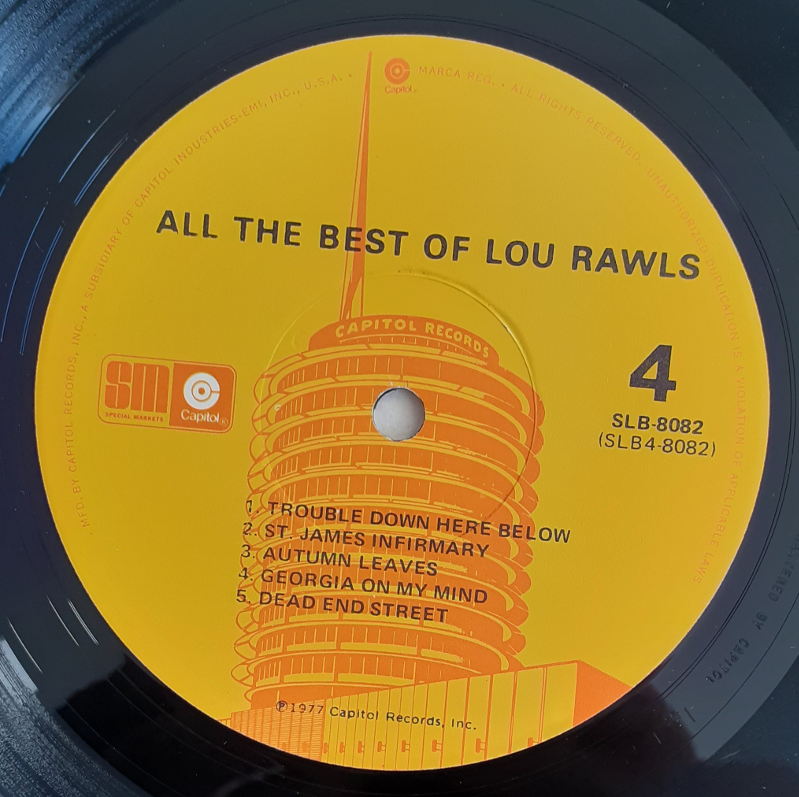 MFD. BY CAPITOL RECORDS, INC., A SUBSIDIARY OF CAPITOL INDUSTRIES-EMI, INC., U.S.A. •
Capitol
MARCA REG. • ALL RIGHTS RESERVED. UNAUTHORIZED DUPLICATION IS A VIOLATION OF APPLICABLE LAWS
ALL THE BEST OF LOU RAWLS
CAPITOL RECORDS
sm
SPECIAL MARKETS
Capitol®
4
SLB-8082
(SLB4-8082)
1. TROUBLE DOWN HERE BELOW
2. ST. JAMES INFIRMARY
3. AUTUMN LEAVES
4. GEORGIA ON MY MIND
5. DEAD END STREET
℗1977 Capitol Records, Inc.
BY CAPITOL